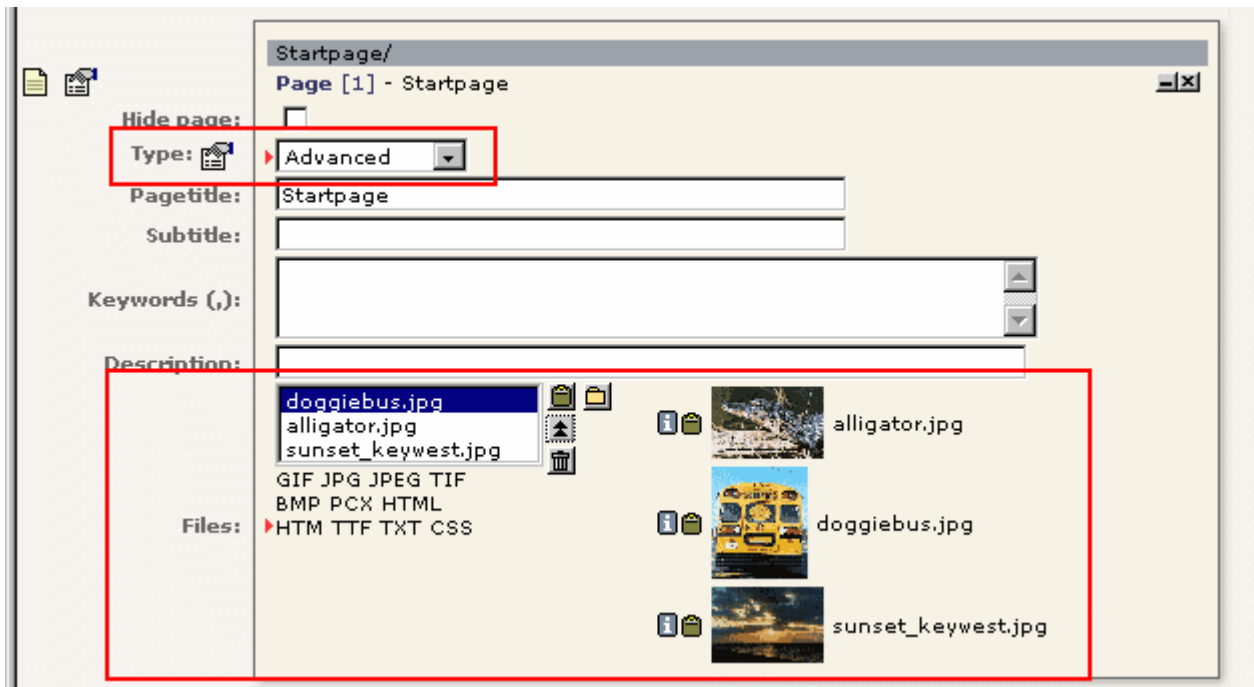 Startpage/
Page [1] - Startpage
Hide page:
Type: Advanced
Pagetitle: Startpage
Subtitle:
Keywords (,):
Description:
doggiebus.jpg
alligator.jpg
sunset_keywest.jpg
GIF JPG JPEG TIF
BMP PCX HTML
Files: HTM TTF TXT CSS
alligator.jpg
doggiebus.jpg
sunset_keywest.jpg